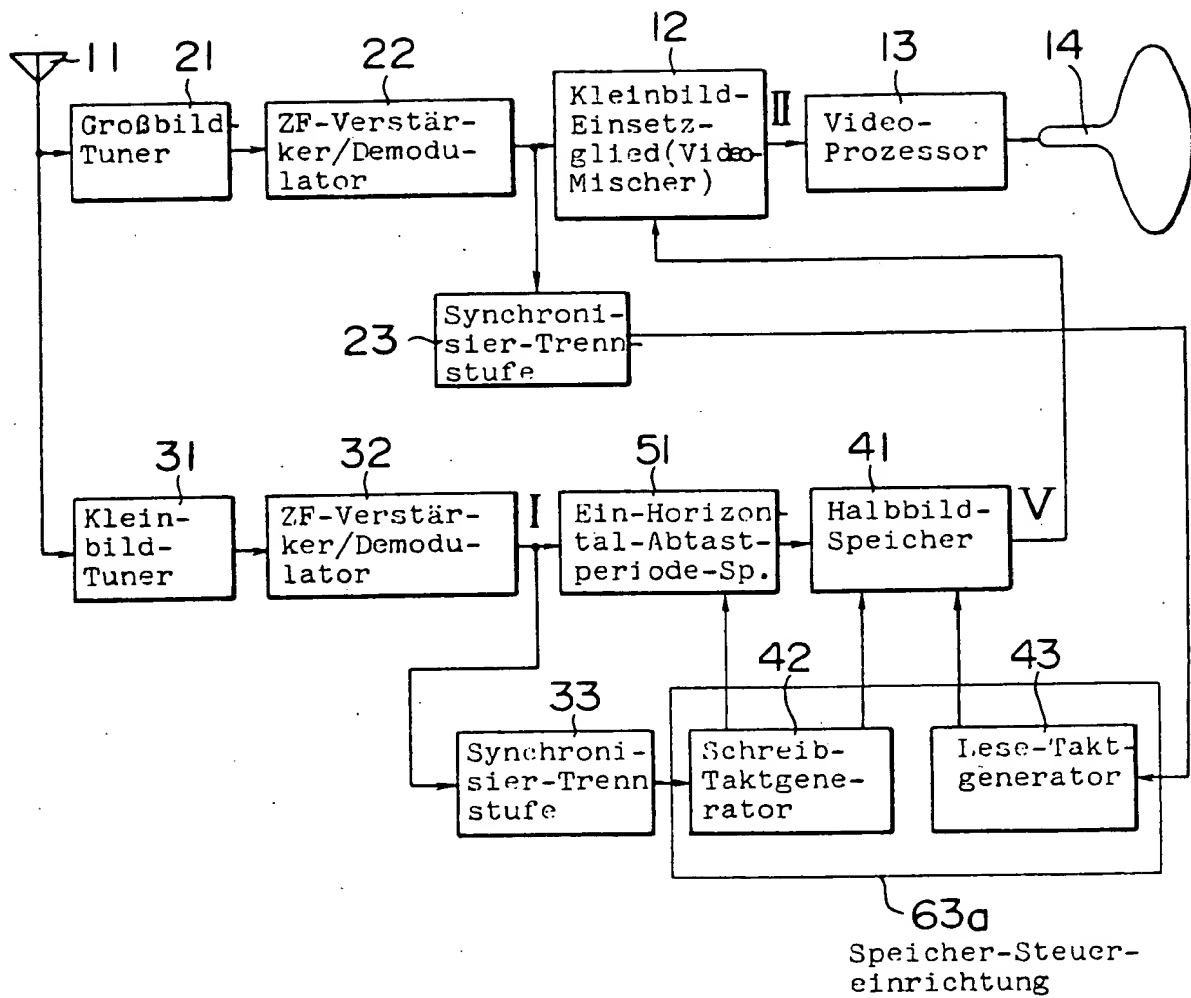 11
21
22
12
13
14
Großbild-
Tuner
ZF-Verstär-
ker/Demodu-
lator
Kleinbild-
Einsetz-
glied(Video-
Mischer)
II
Video-
Prozessor
23
Synchroni-
sier-Trenn-
stufe
31
32
51
41
Klein-
bild-
Tuner
ZF-Verstär-
ker/Demodu-
lator
I
Ein-Horizon-
tal-Abtast-
periode-Sp.
Halbbild-
Speicher
V
33
42
43
Synchroni-
sier-Trenn-
stufe
Schreib-
Taktgene-
rator
Lese-Takt-
generator
63a
Speicher-Steuer-
einrichtung